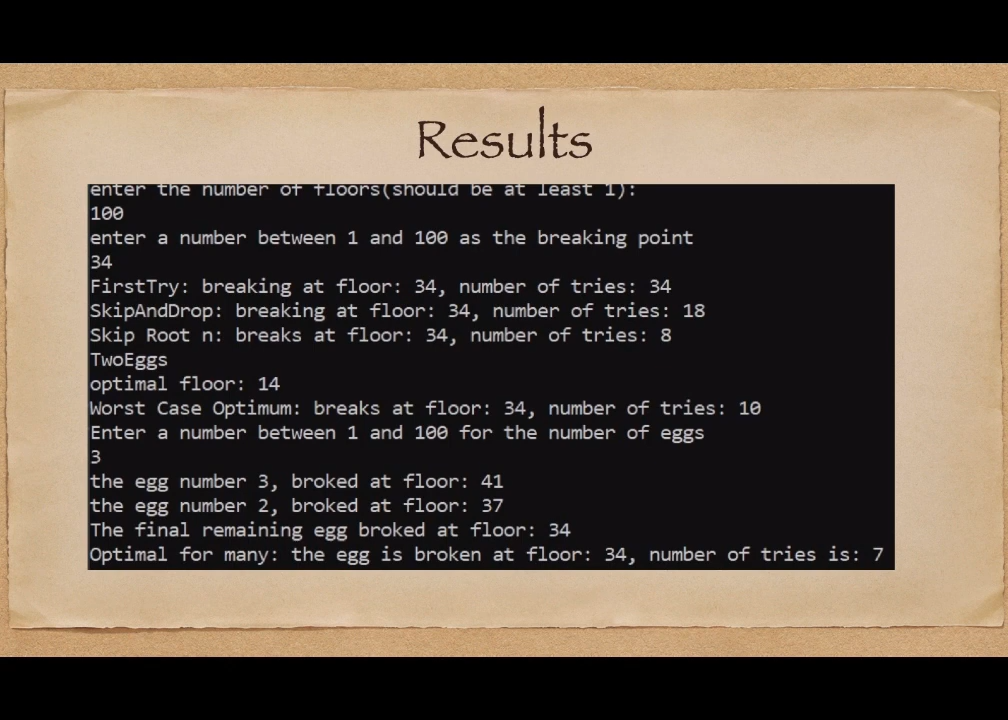 Results
enter the number of floors(should be at least 1):
100
enter a number between 1 and 100 as the breaking point
34
FirstTry: breaking at floor: 34, number of tries: 34
SkipAndDrop: breaking at floor: 34, number of tries: 18
Skip Root n: breaks at floor: 34, number of tries: 8
TwoEggs
optimal floor: 14
Worst Case Optimum: breaks at floor: 34, number of tries: 10
Enter a number between 1 and 100 for the number of eggs
3
the egg number 3, broked at floor: 41
the egg number 2, broked at floor: 37
The final remaining egg broked at floor: 34
Optimal for many: the egg is broken at floor: 34, number of tries is: 7